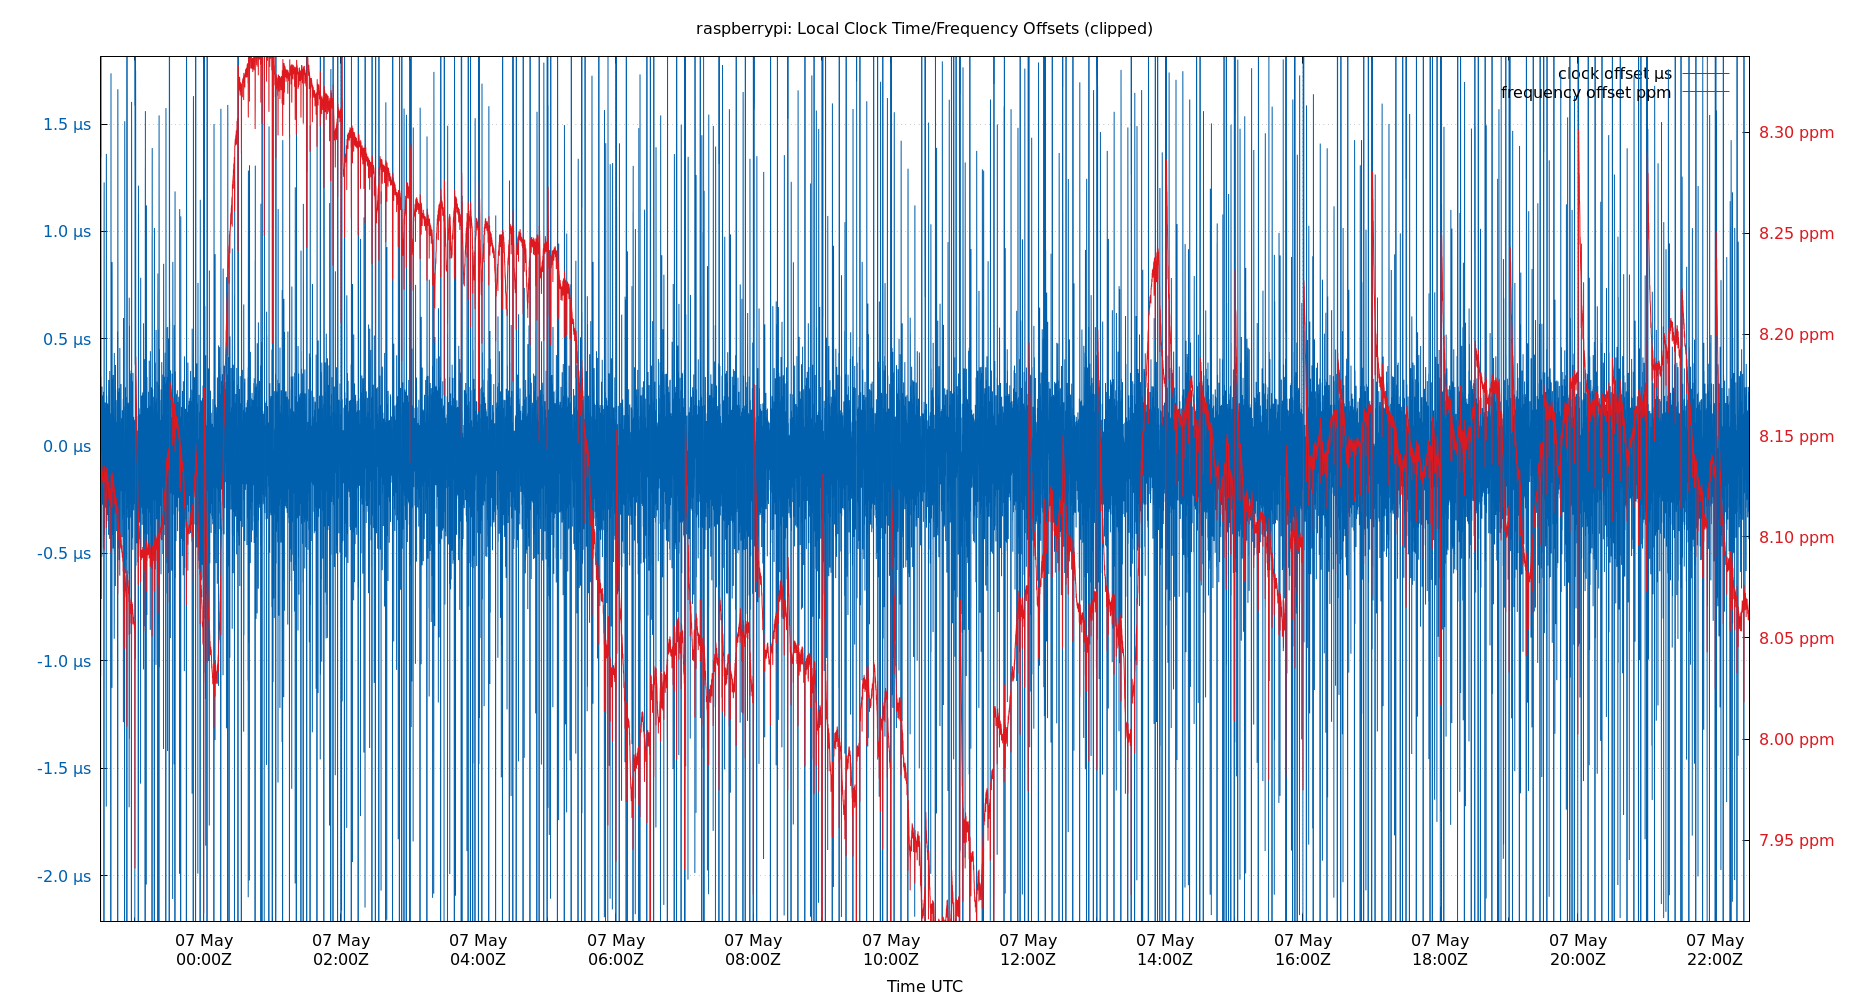 raspberrypi: Local Clock Time/Frequency Offsets (clipped)
clock offset µs
frequency offset ppm
1.5 µs
1.0 µs
0.5 µs
0.0 µs
-0.5 µs
-1.0 µs
-1.5 µs
-2.0 µs
8.30 ppm
8.25 ppm
8.20 ppm
8.15 ppm
8.10 ppm
8.05 ppm
8.00 ppm
7.95 ppm
07 May 07 May 07 May 07 May 07 May 07 May 07 May 07 May 07 May 07 May 07 May 07 May
00:00Z 02:00Z 04:00Z 06:00Z 08:00Z 10:00Z 12:00Z 14:00Z 16:00Z 18:00Z 20:00Z 22:00Z
Time UTC